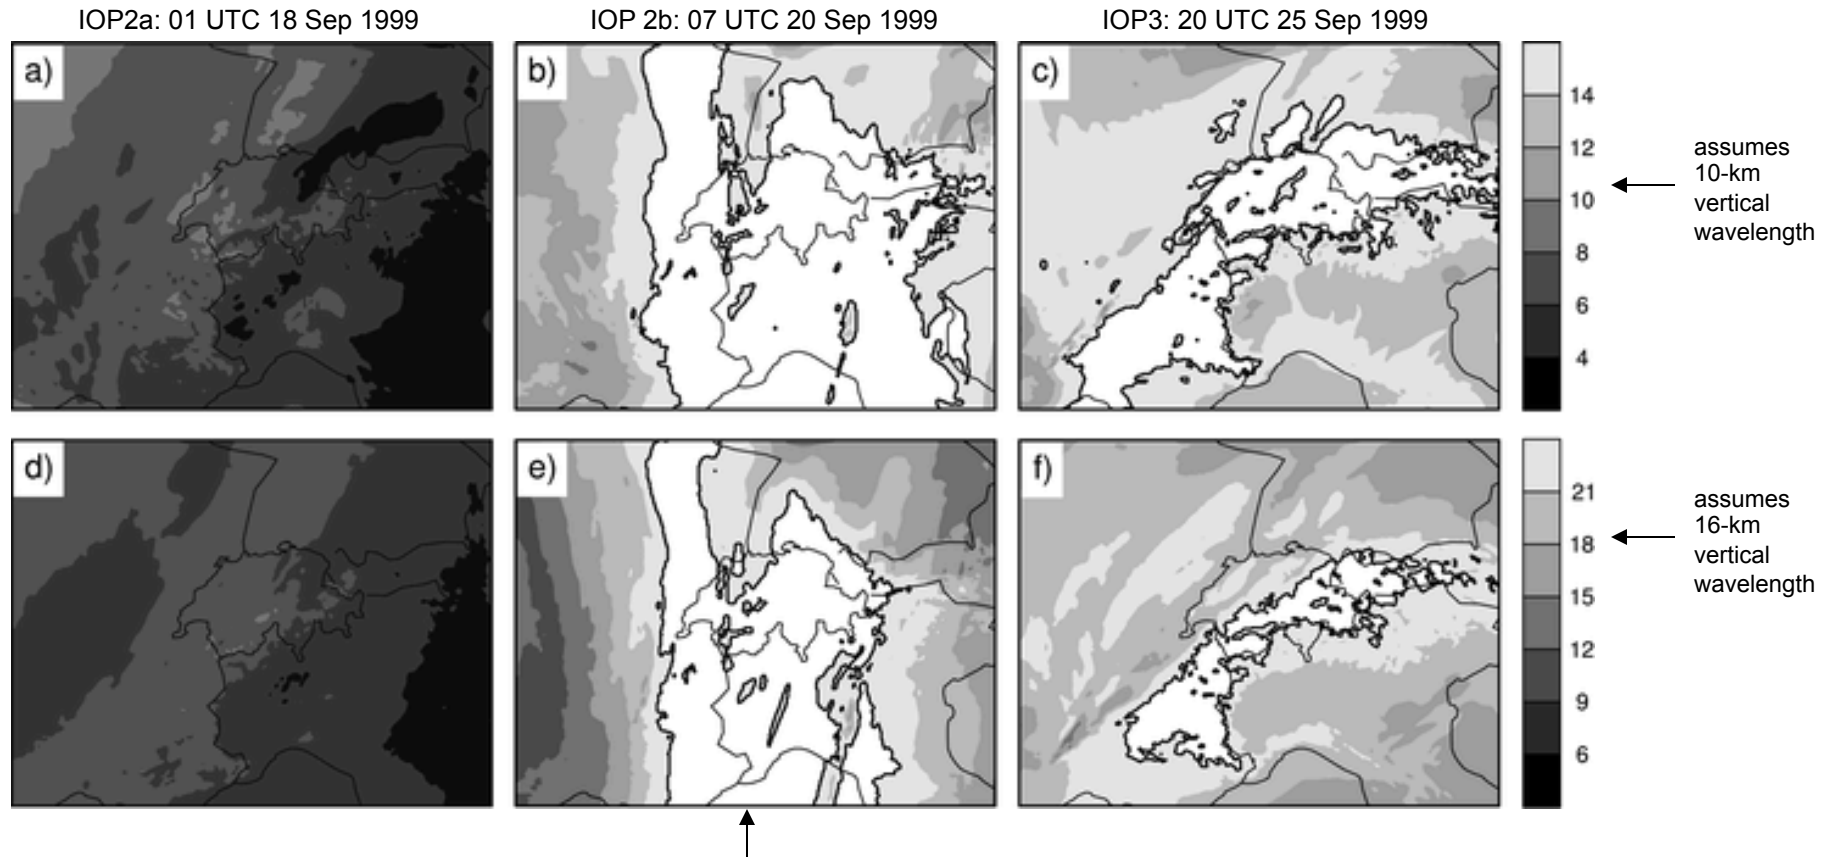 IOP2a: 01 UTC 18 Sep 1999
IOP 2b: 07 UTC 20 Sep 1999
IOP3: 20 UTC 25 Sep 1999
a)
b)
c)
14
12
10
8
6
4
assumes
10-km
vertical
wavelength
d)
e)
f)
21
18
15
12
9
6
assumes
16-km
vertical
wavelength